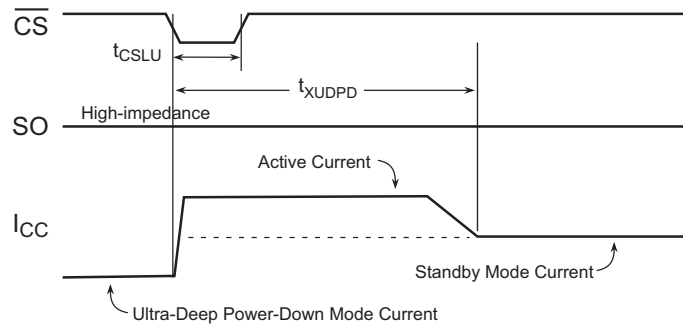 CS
tCSLU
tXUDPD
High-impedance
SO
Active Current
ICC
Standby Mode Current
Ultra-Deep Power-Down Mode Current